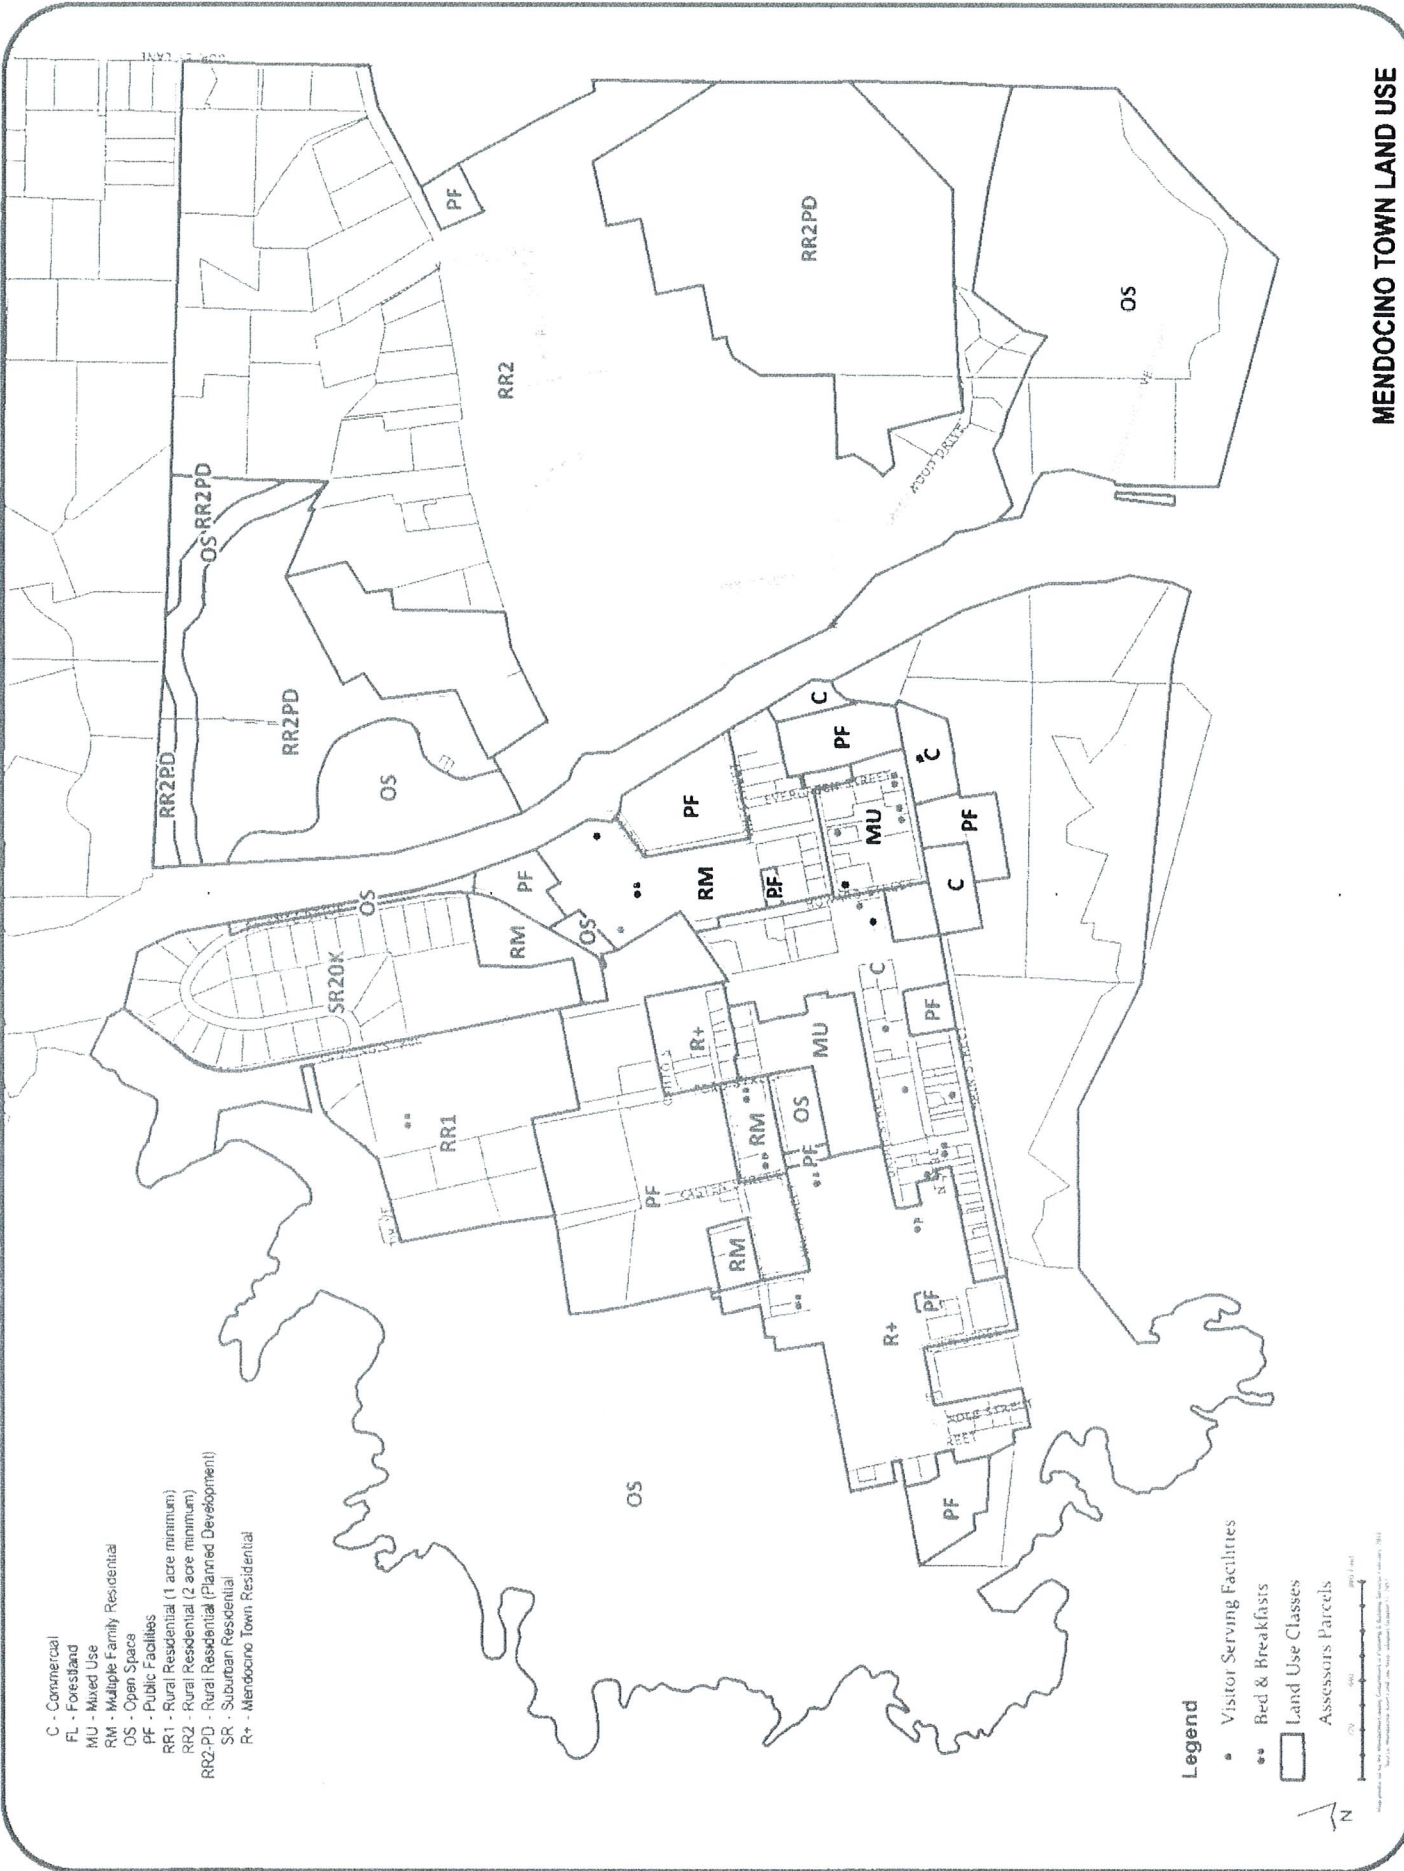 MENDOCINO TOWN LAND USE
C - Commercial
FL - Forestland
MU - Mixed Use
RM - Multiple Family Residential
OS - Open Space
PF - Public Facilities
RR1 - Rural Residential (1 acre minimum)
RR2 - Rural Residential (2 acre minimum)
RR2-PD - Rural Residential (Planned Development)
SR - Suburban Residential
R+ - Mendocino Town Residential
RR2PD
OS
RR2PD
RR2PD
OS
RR2
PF
RR2PD
OS
WOOD DRIVE
OS
SR20K
RM
PF
OS
RR1
PF
R+
RM
PF
RM
RM
OS
PF
MU
PF
MU
C
PF
C
C
PF
C
PF
R+
PF
PF
OS
EVERGREEN STREET
Legend
Visitor Serving Facilities
Bed & Breakfasts
Land Use Classes
Assessors Parcels
N